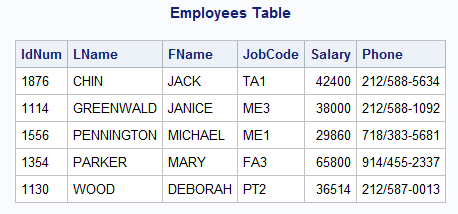 Employees Table
IdNum LName FName JobCode Salary Phone
1876 CHIN JACK TA1 42400 212/588-5634
1114 GREENWALD JANICE ME3 38000 212/588-1092
1556 PENNINGTON MICHAEL ME1 29860 718/383-5681
1354 PARKER MARY FA3 65800 914/455-2337
1130 WOOD DEBORAH PT2 36514 212/587-0013